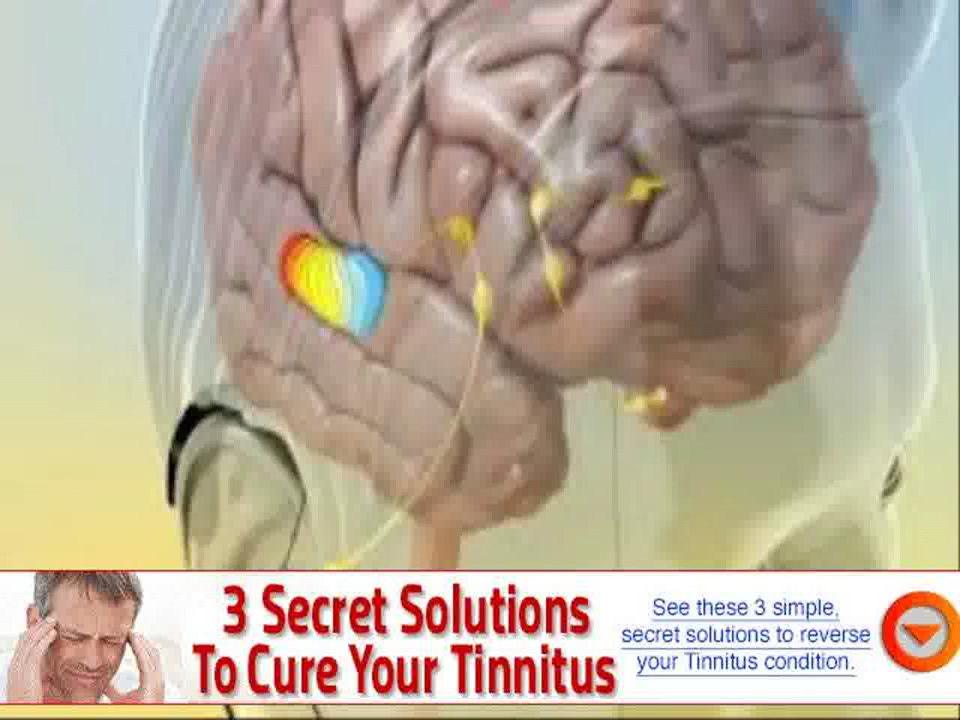 3 Secret Solutions
To Cure Your Tinnitus
See these 3 simple,
secret solutions to reverse
your Tinnitus condition.